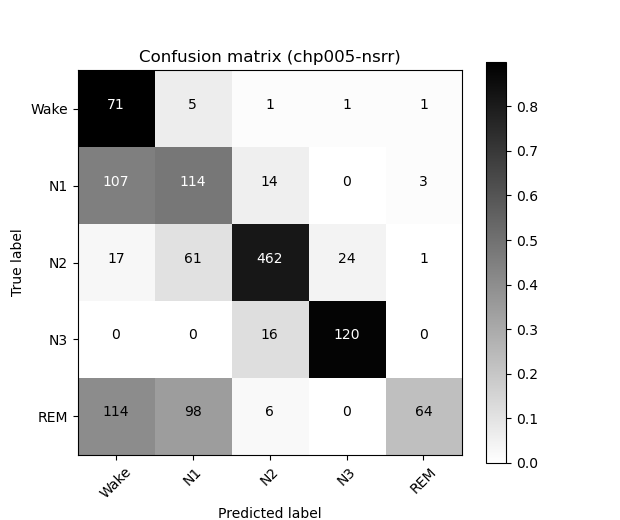 Confusion matrix (chp005-nsrr)
True label
Wake 71 5 1 1 1
N1 107 114 14 0 3
N2 17 61 462 24 1
N3 0 0 16 120 0
REM 114 98 6 0 64
Wake N1 N2 N3 REM
Predicted label
0.8
0.7
0.6
0.5
0.4
0.3
0.2
0.1
0.0